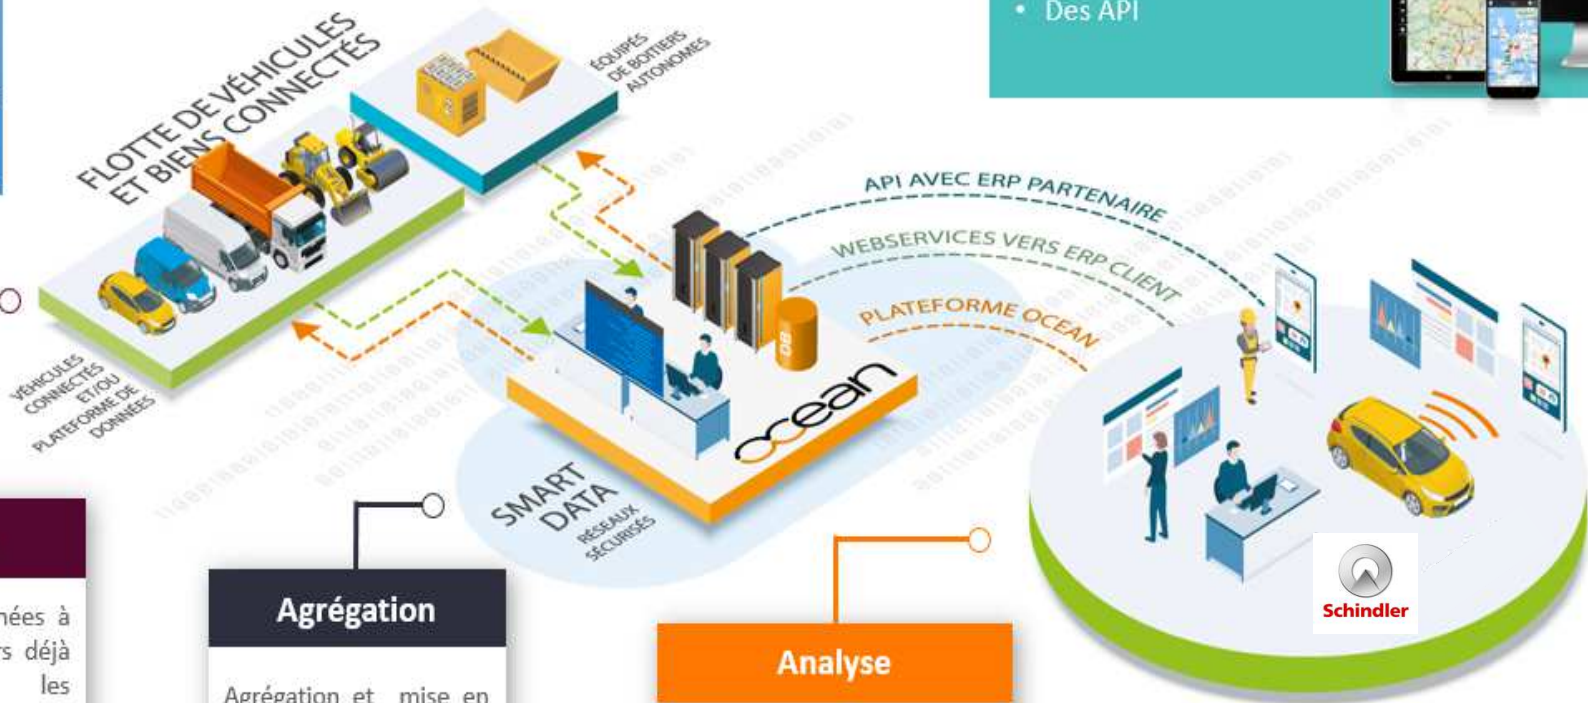 • Des API
FLOTTE DE VÉHICULES
ET BIENS CONNECTÉS
ÉQUIPÉS
DE BOITIERS
AUTONOMES
API AVEC ERP PARTENAIRE
WEBSERVICES VERS ERP CLIENT
PLATEFORME OCEAN
VÉHICULES
CONNECTÉS
ET/OU
PLATEFORME DE
DONNÉES
DB
ocean
SMART
DATA
RÉSEAUX
SÉCURISÉS
Schindler
Agrégation
Agrégation et mise en
Analyse
à
déjà
les